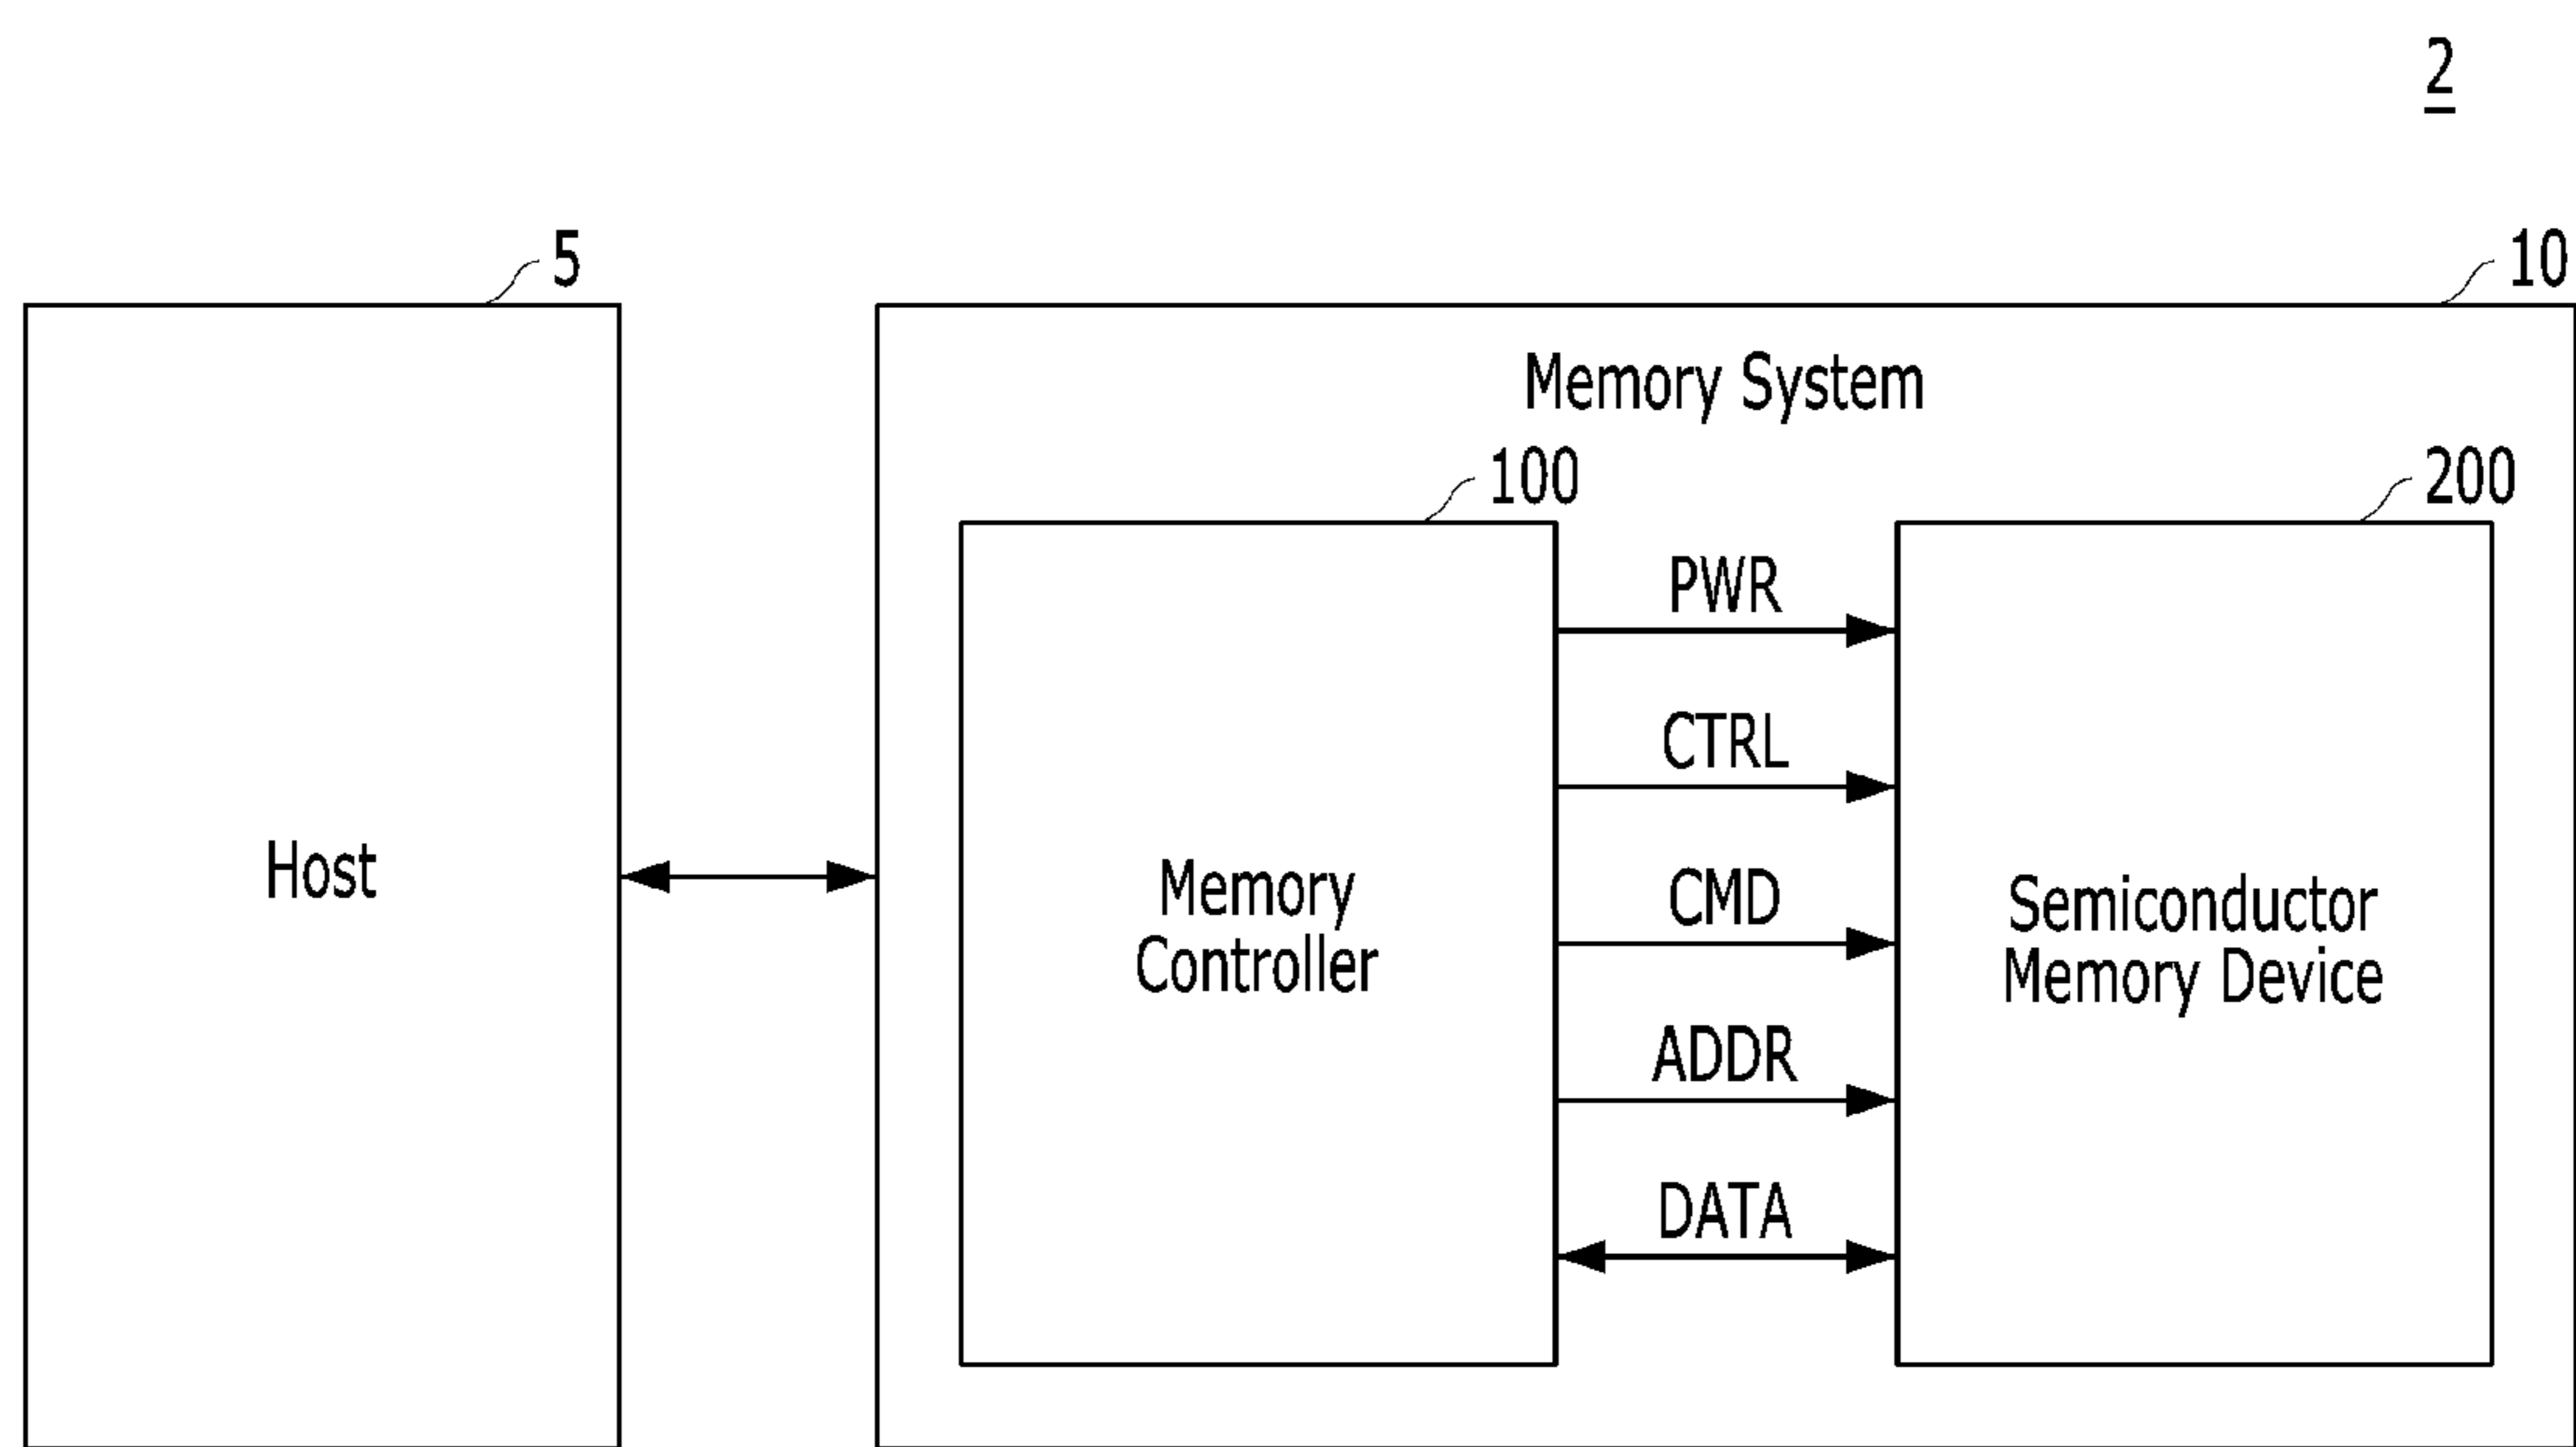 2
5
10
Memory System
100
200
PWR
CTRL
CMD
ADDR
DATA
Host
Memory
Controller
Semiconductor
Memory Device